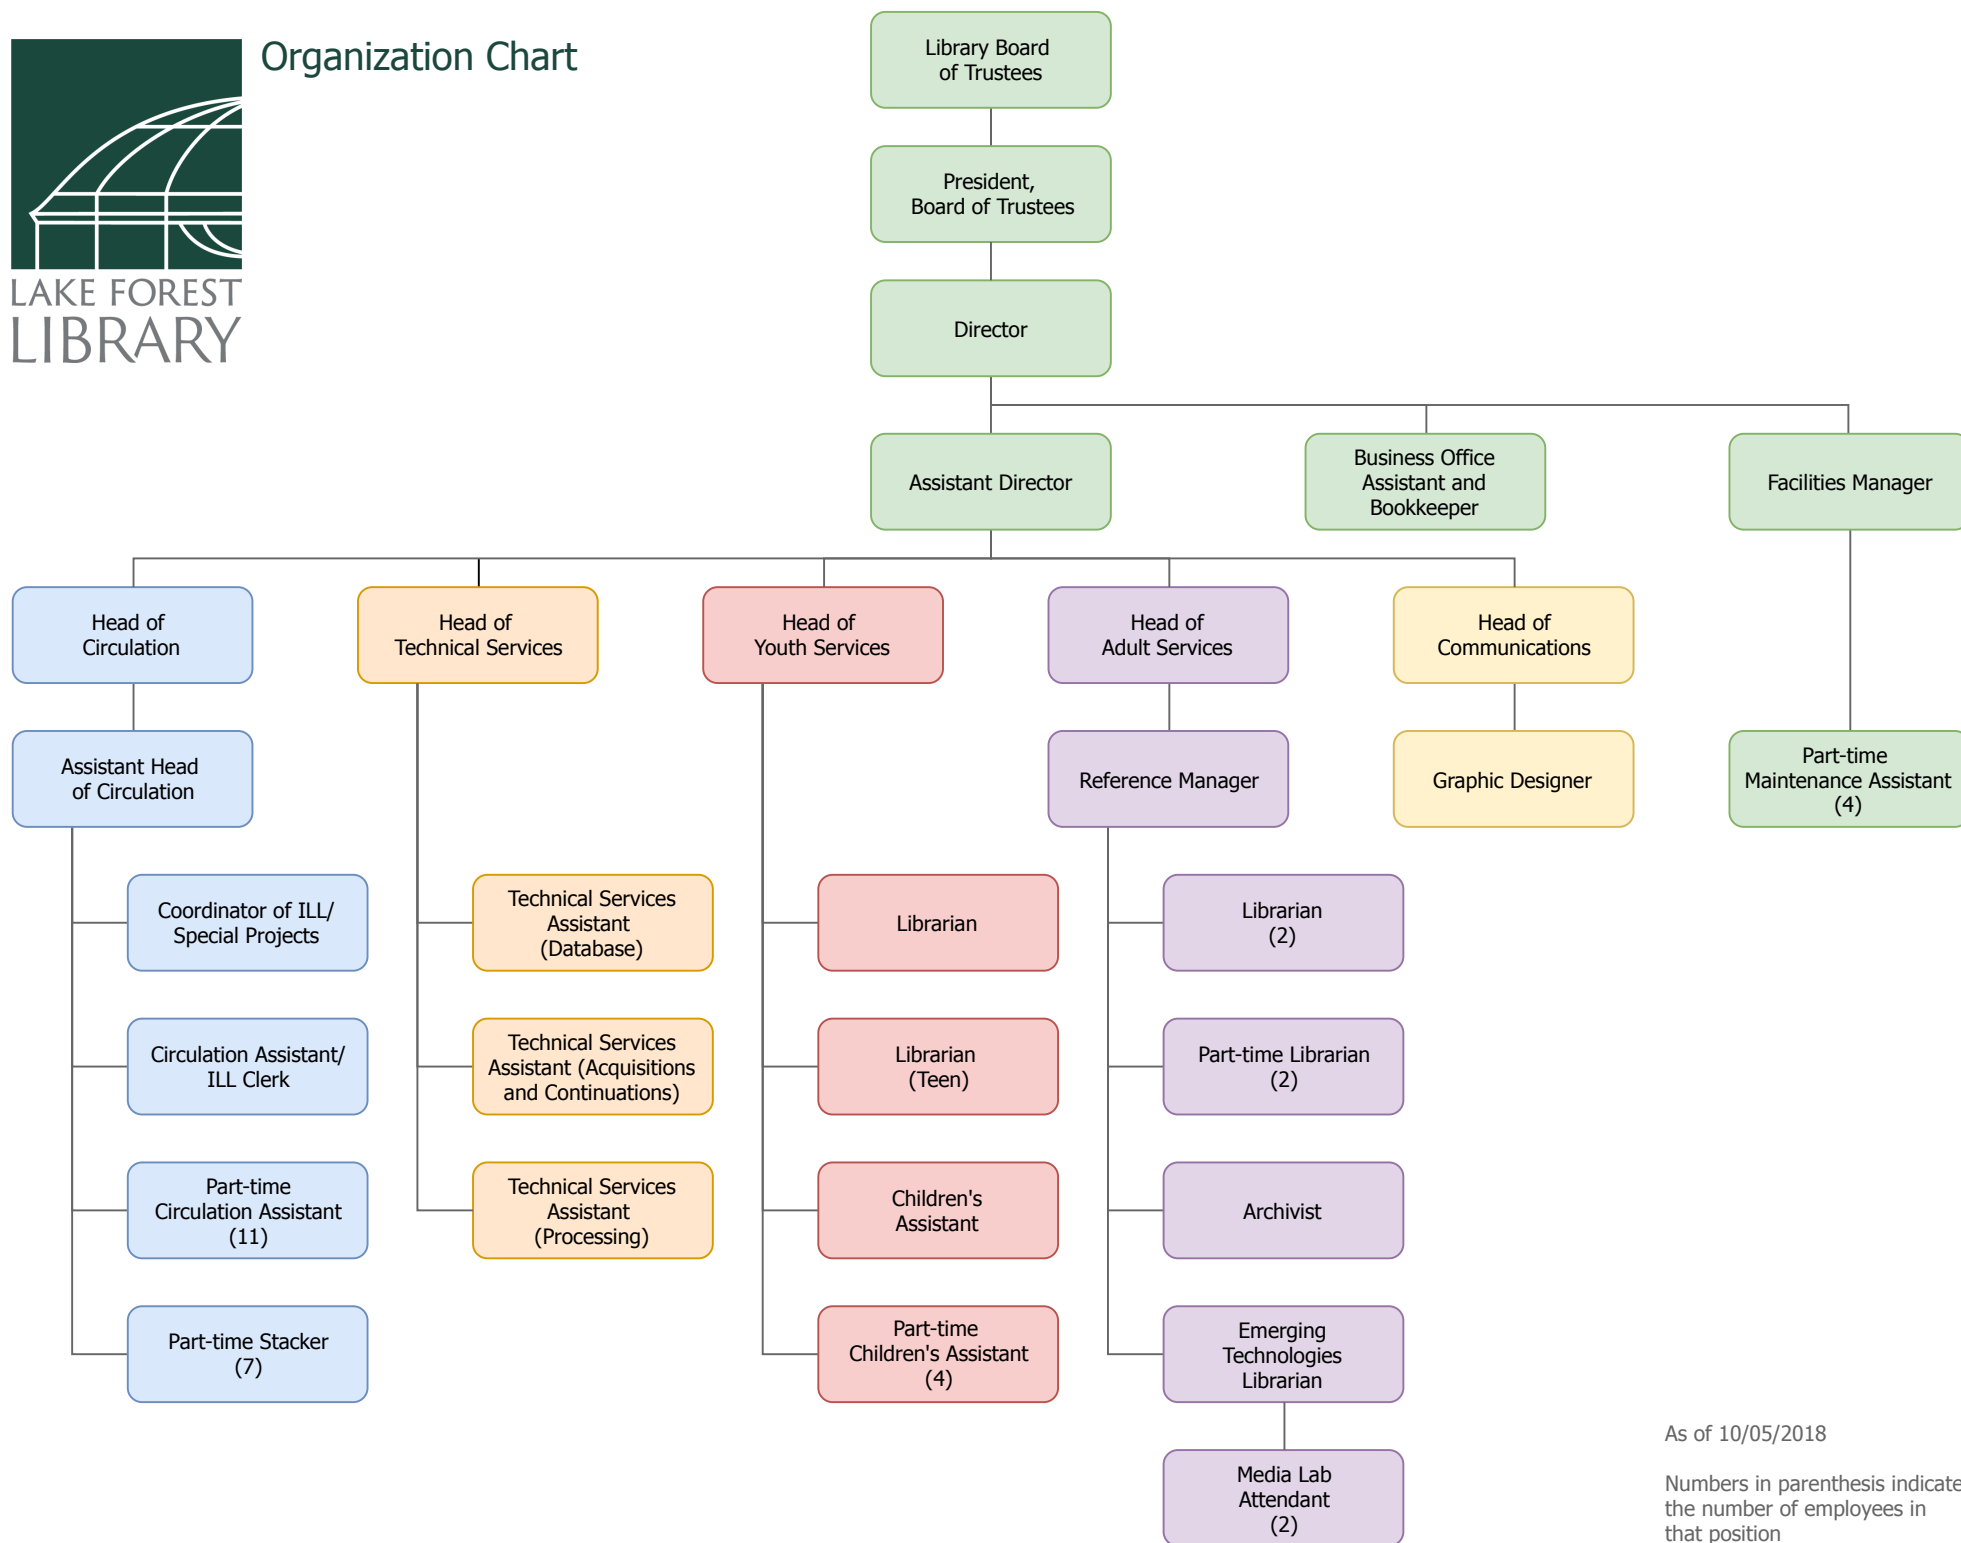 Organization Chart
LAKE FOREST
LIBRARY
Library Board
of Trustees
President,
Board of Trustees
Director
Assistant Director
Business Office
Assistant and
Bookkeeper
Facilities Manager
Head of
Circulation
Head of
Technical Services
Head of
Youth Services
Head of
Adult Services
Head of
Communications
Assistant Head
of Circulation
Reference Manager
Graphic Designer
Part-time
Maintenance Assistant
(4)
Coordinator of ILL/
Special Projects
Technical Services
Assistant
(Database)
Librarian
Librarian
(2)
Circulation Assistant/
ILL Clerk
Technical Services
Assistant (Acquisitions
and Continuations)
Librarian
(Teen)
Part-time Librarian
(2)
Part-time
Circulation Assistant
(11)
Technical Services
Assistant
(Processing)
Children's
Assistant
Archivist
Part-time Stacker
(7)
Part-time
Children's Assistant
(4)
Emerging
Technologies
Librarian
Media Lab
Attendant
(2)
As of 10/05/2018
Numbers in parenthesis indicate
the number of employees in
that position